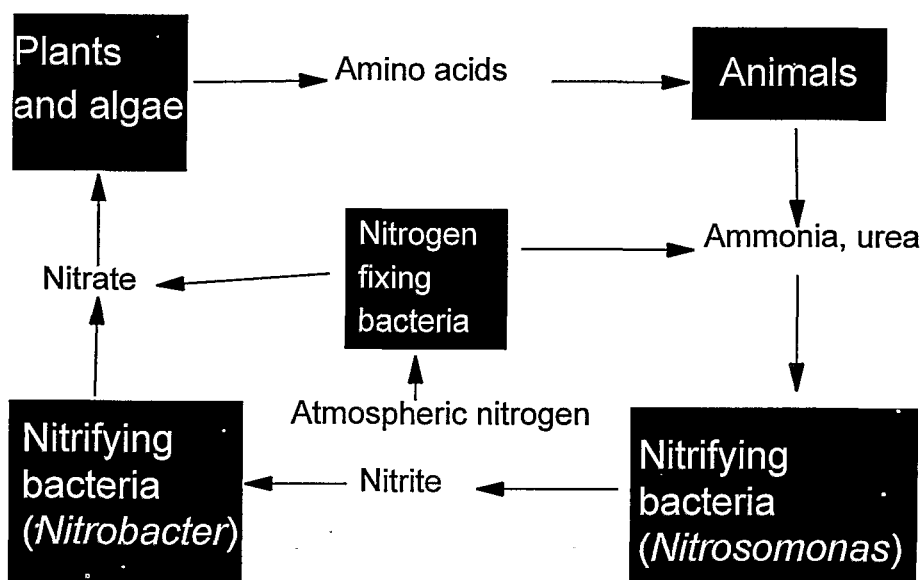 Plants
and algae
Amino acids
Animals
Nitrogen
fixing
bacteria
Ammonia, urea
Nitrate
Atmospheric nitrogen
Nitrifying
bacteria
(Nitrobacter)
Nitrite
Nitrifying
bacteria
(Nitrosomonas)